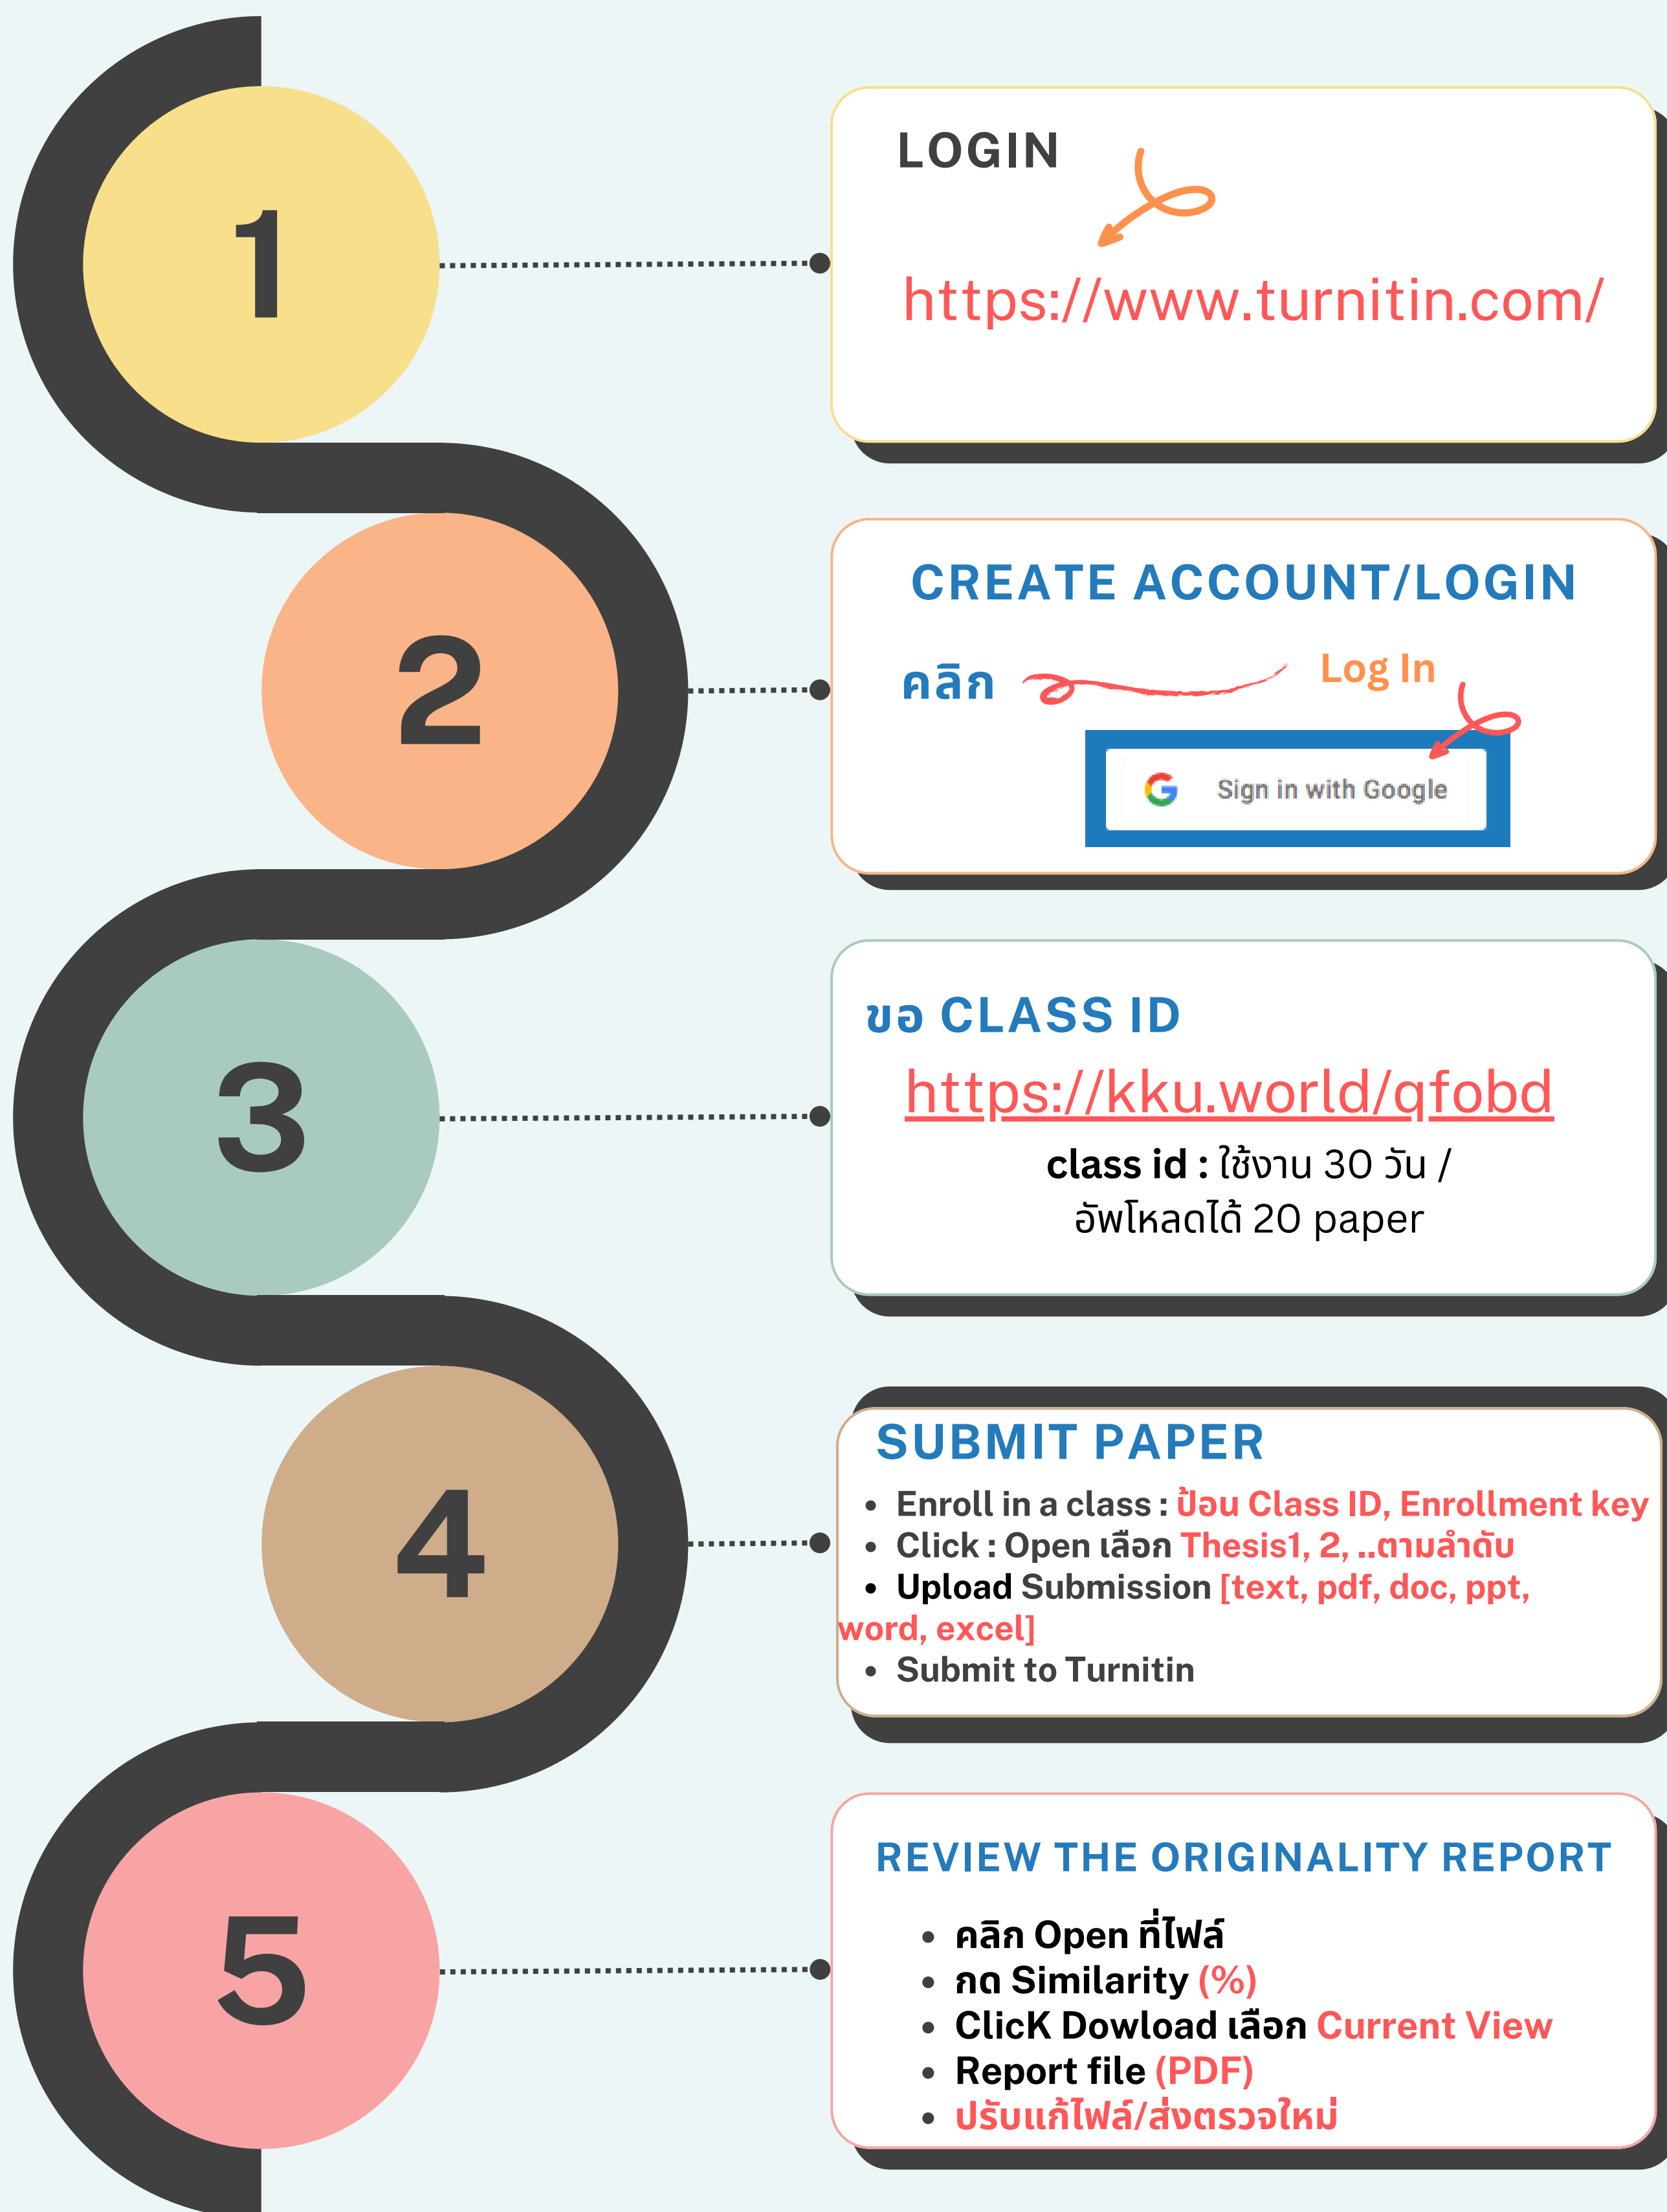 1
LOGIN
https://www.turnitin.com/
2
CREATE ACCOUNT/LOGIN
คลิก Log In
Sign in with Google
3
ขอ CLASS ID
https://kku.world/qfobd
class id : ใช้งาน 30 วัน /
อัพโหลดได้ 20 paper
4
SUBMIT PAPER
• Enroll in a class : ป้อน Class ID, Enrollment key
• Click : Open เลือก Thesis1, 2, ..ตามลำดับ
• Upload Submission [text, pdf, doc, ppt,
word, excel]
• Submit to Turnitin
5
REVIEW THE ORIGINALITY REPORT
• คลิก Open ที่ไฟล์
• กด Similarity (%)
• ClicK Dowload เลือก Current View
• Report file (PDF)
• ปรับแก้ไฟล์/ส่งตรวจใหม่